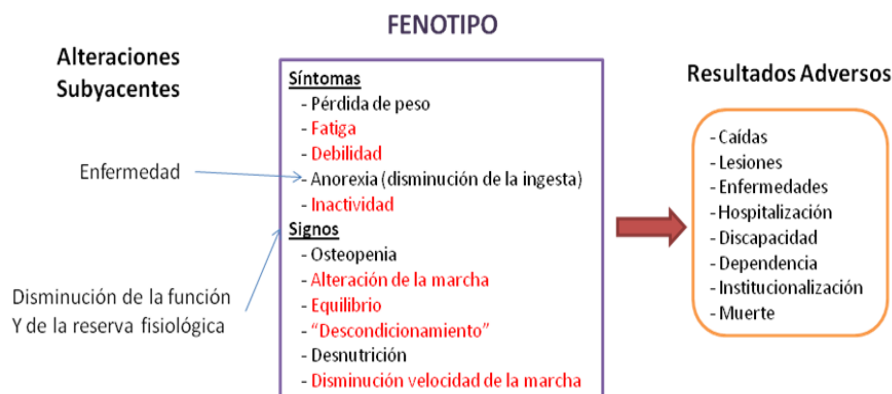 FENOTIPO
Alteraciones
Subyacentes
Enfermedad
Disminución de la función
Y de la reserva fisiológica
Síntomas
- Pérdida de peso
- Fatiga
- Debilidad
- Anorexia (disminución de la ingesta)
- Inactividad
Signos
- Osteopenia
- Alteración de la marcha
- Equilibrio
- "Descondicionamiento"
- Desnutrición
- Disminución velocidad de la marcha
Resultados Adversos
- Caídas
- Lesiones
- Enfermedades
- Hospitalización
- Discapacidad
- Dependencia
- Institucionalización
- Muerte